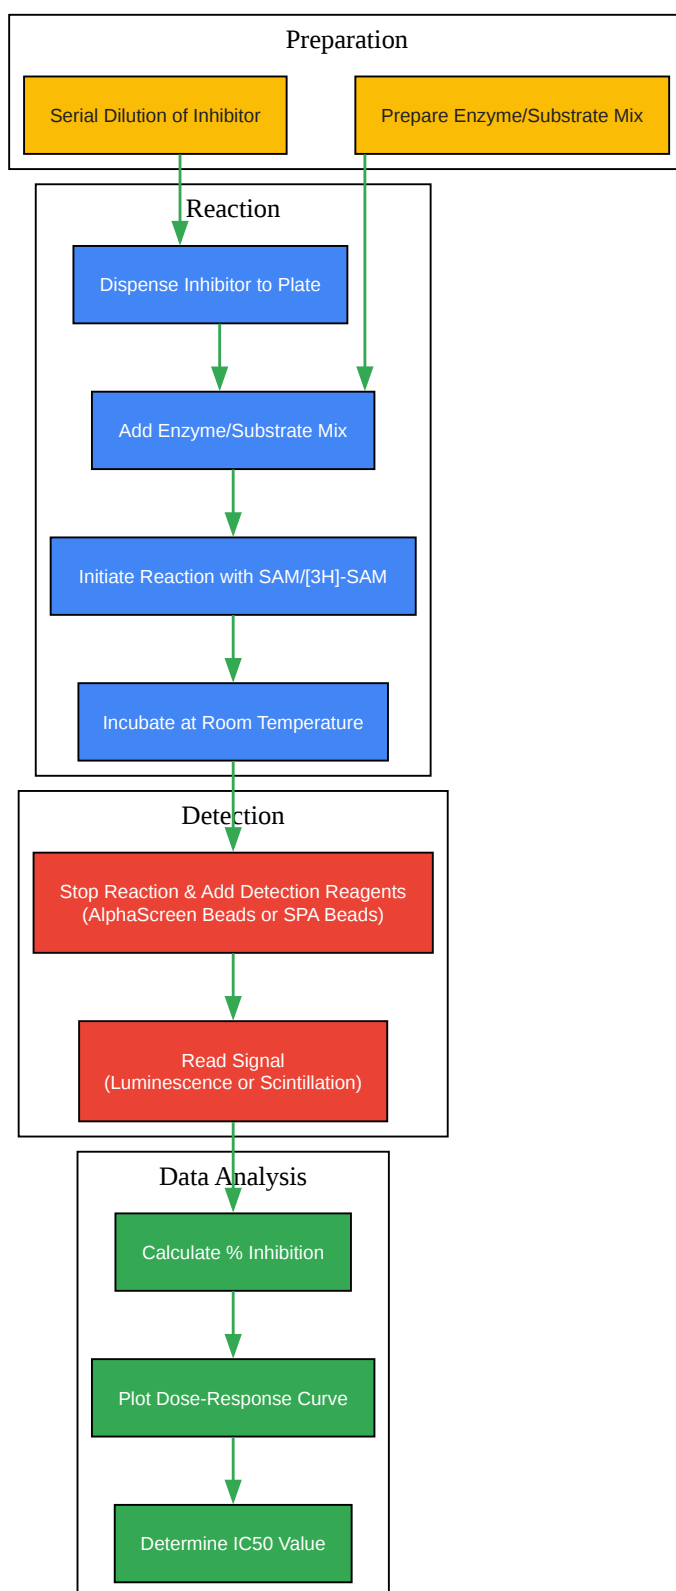 Preparation
Serial Dilution of Inhibitor
Prepare Enzyme/Substrate Mix
Reaction
Dispense Inhibitor to Plate
Add Enzyme/Substrate Mix
Initiate Reaction with SAM/[3H]-SAM
Incubate at Room Temperature
Detection
Stop Reaction & Add Detection Reagents
(AlphaScreen Beads or SPA Beads)
Read Signal
(Luminescence or Scintillation)
Data Analysis
Calculate % Inhibition
Plot Dose-Response Curve
Determine IC50 Value